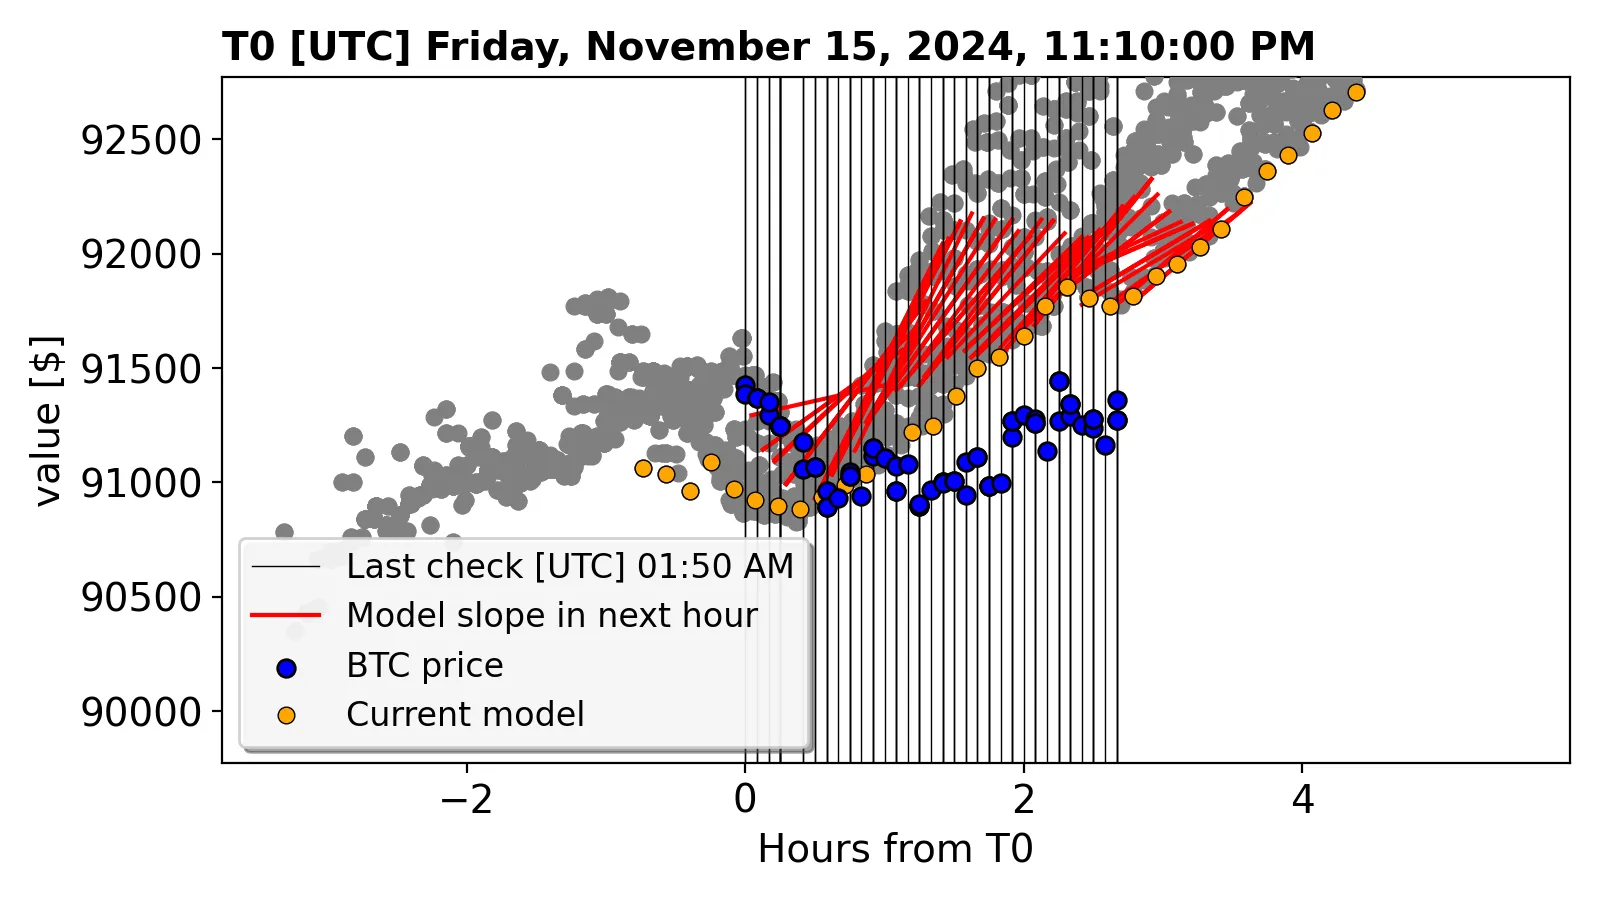 T0 [UTC] Friday, November 15, 2024, 11:10:00 PM
92500
92000
91500
91000
90500
90000
value [$]
Last check [UTC] 01:50 AM
Model slope in next hour
BTC price
Current model
−2 0 2 4
Hours from T0